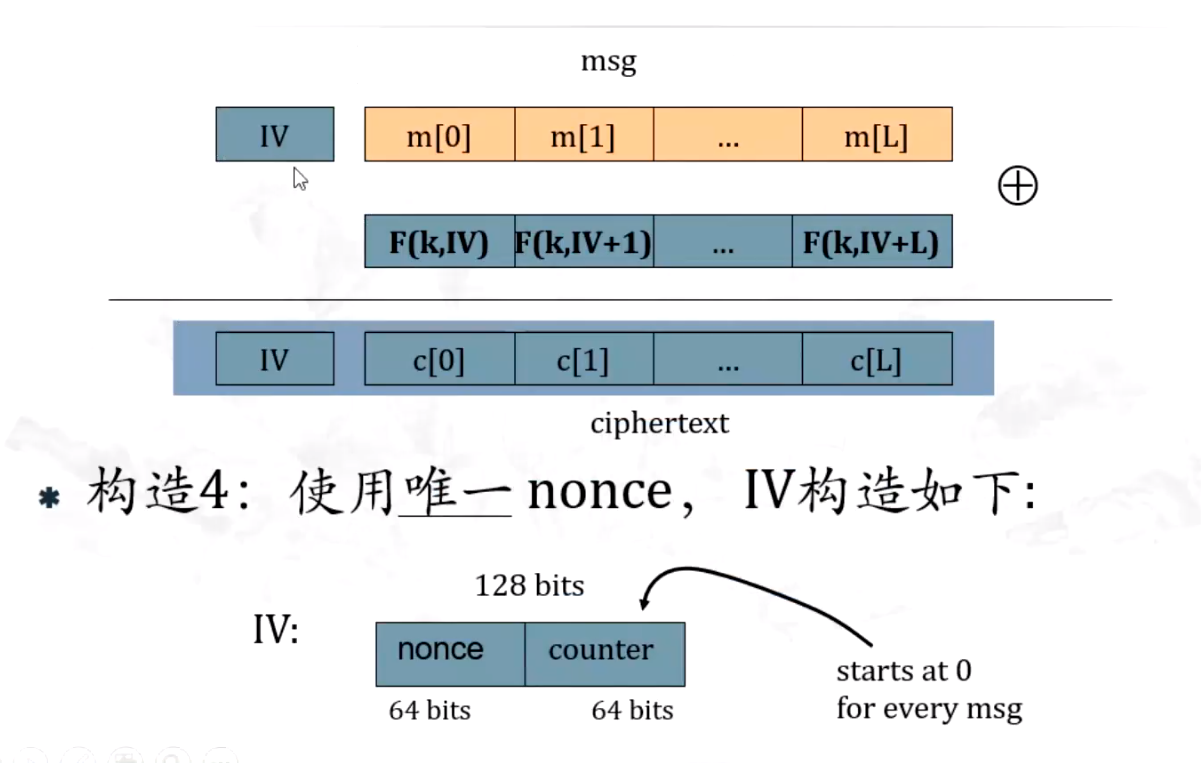 msg
IV m[0] m[1] ... m[L]
⊕
F(k,IV) F(k,IV+1) ... F(k,IV+L)
IV c[0] c[1] ... c[L]
ciphertext
* 构造4：使用唯一 nonce， IV构造如下:
128 bits
IV:
nonce counter
64 bits 64 bits
starts at 0
for every msg